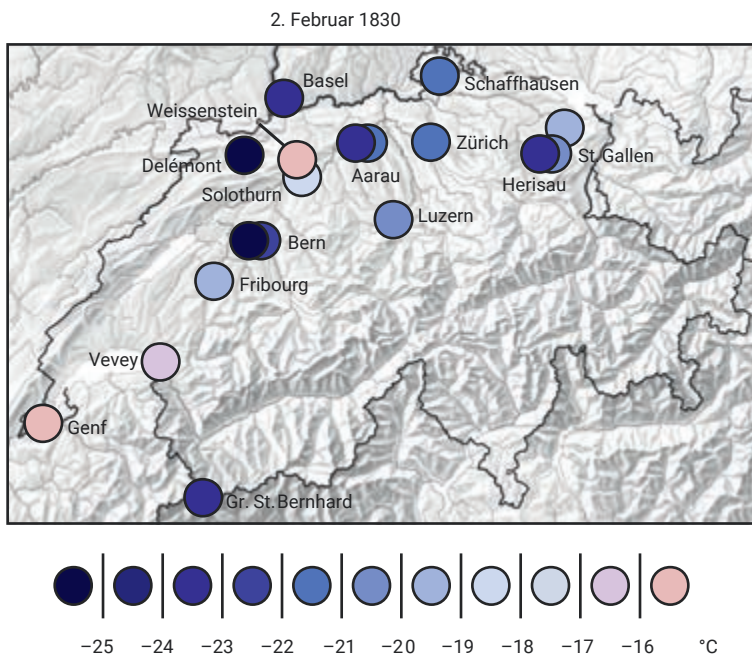 2. Februar 1830
Basel
Schaffhausen
Weissenstein
Zürich
Delémont
St. Gallen
Aarau
Herisau
Solothurn
Luzern
Bern
Fribourg
Vevey
Genf
Gr. St. Bernhard
−25 −24 −23 −22 −21 −20 −19 −18 −17 −16 °C